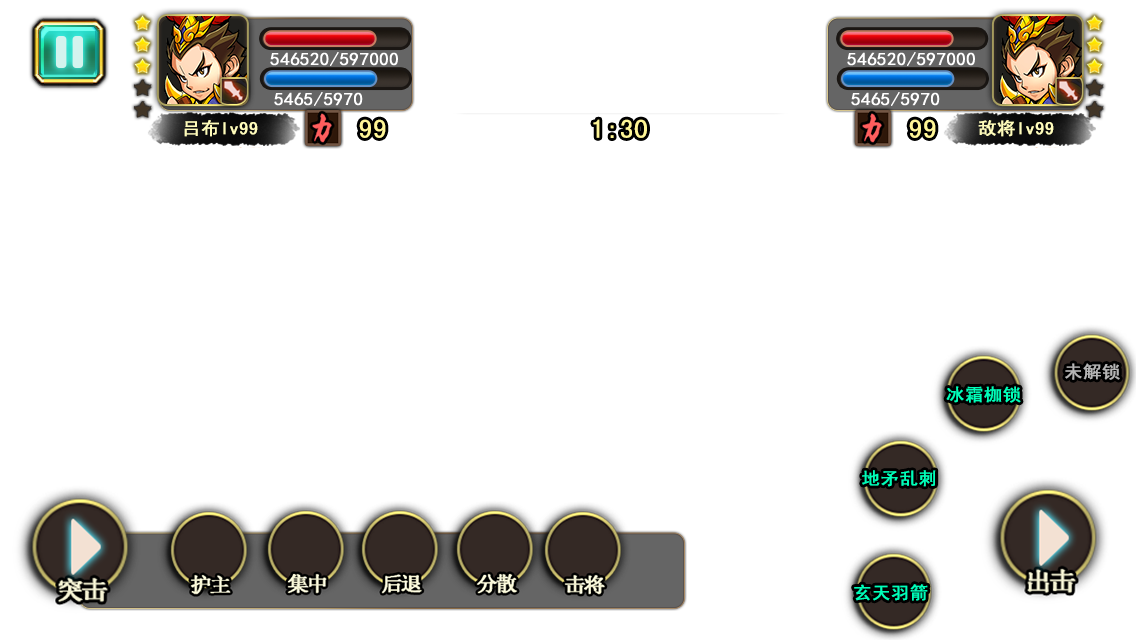 546520/597000
5465/5970
吕布lv99
力
99
1:30
546520/597000
5465/5970
力
99
敌将lv99
未解锁
冰霜枷锁
地矛乱刺
玄天羽箭
突击
护主
集中
后退
分散
击将
出击